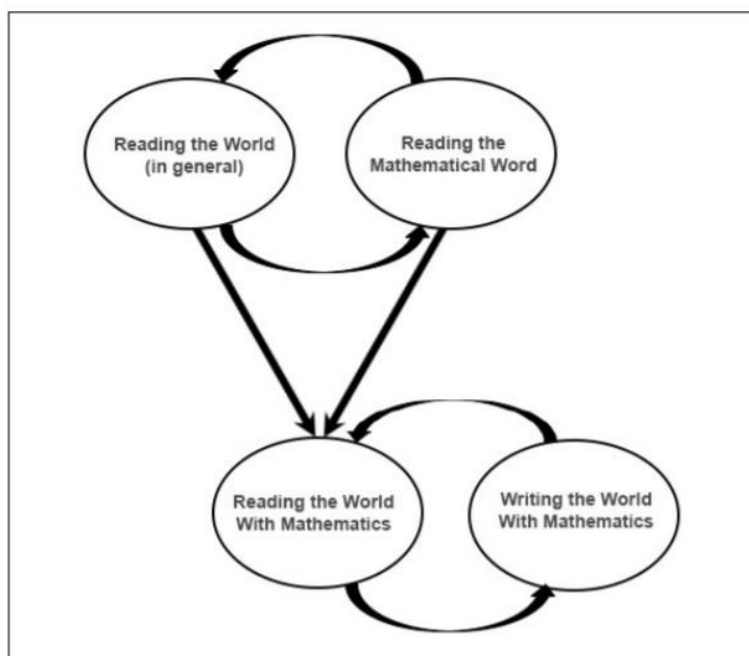 Reading the World
(in general)
Reading the
Mathematical Word
Reading the World
With Mathematics
Writing the World
With Mathematics